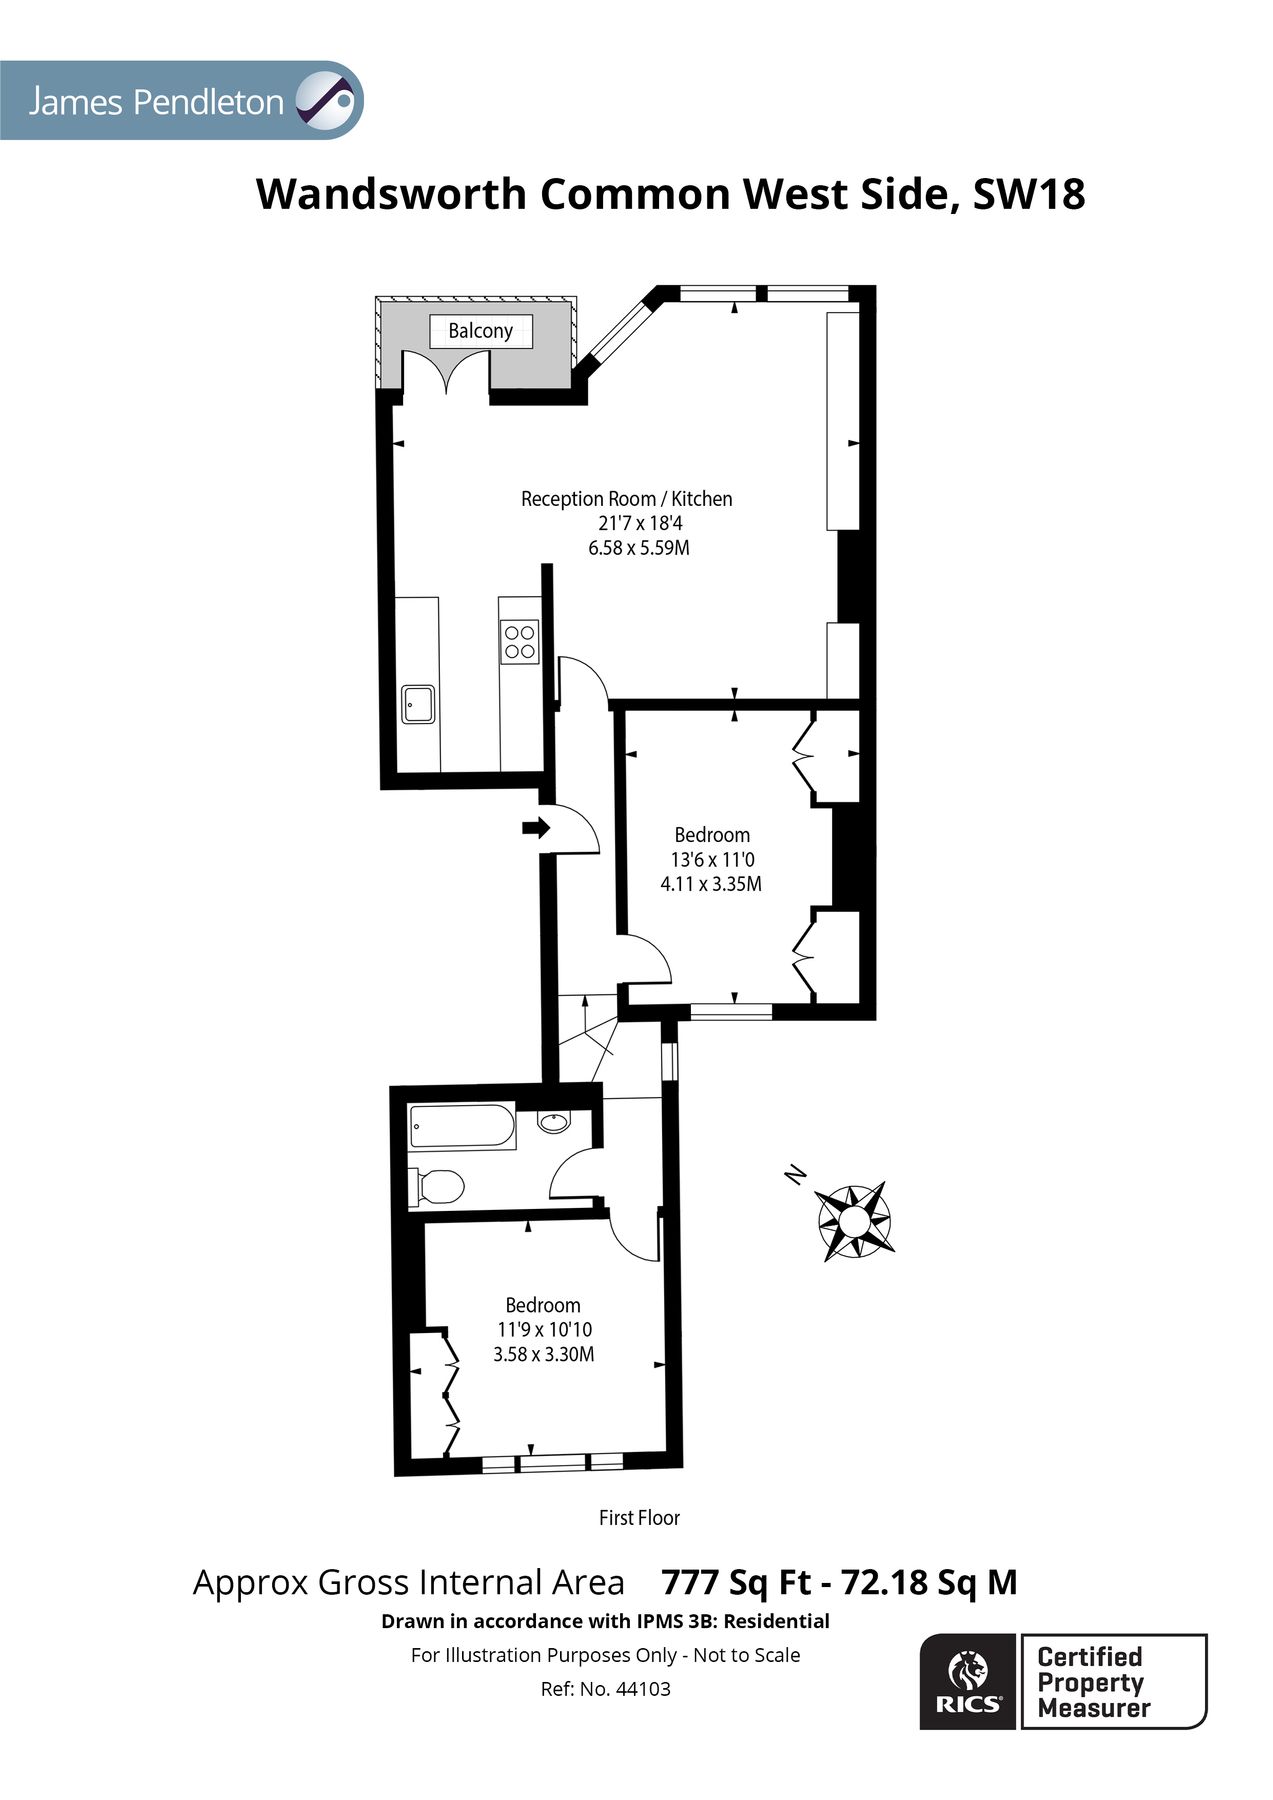 James Pendleton
Wandsworth Common West Side, SW18
Balcony
Reception Room / Kitchen
21'7 x 18'4
6.58 x 5.59M
Bedroom
13'6 x 11'0
4.11 x 3.35M
N
Bedroom
11'9 x 10'10
3.58 x 3.30M
First Floor
Approx Gross Internal Area 777 Sq Ft - 72.18 Sq M
Drawn in accordance with IPMS 3B: Residential
For Illustration Purposes Only - Not to Scale
Ref: No. 44103
RICS®
Certified
Property
Measurer